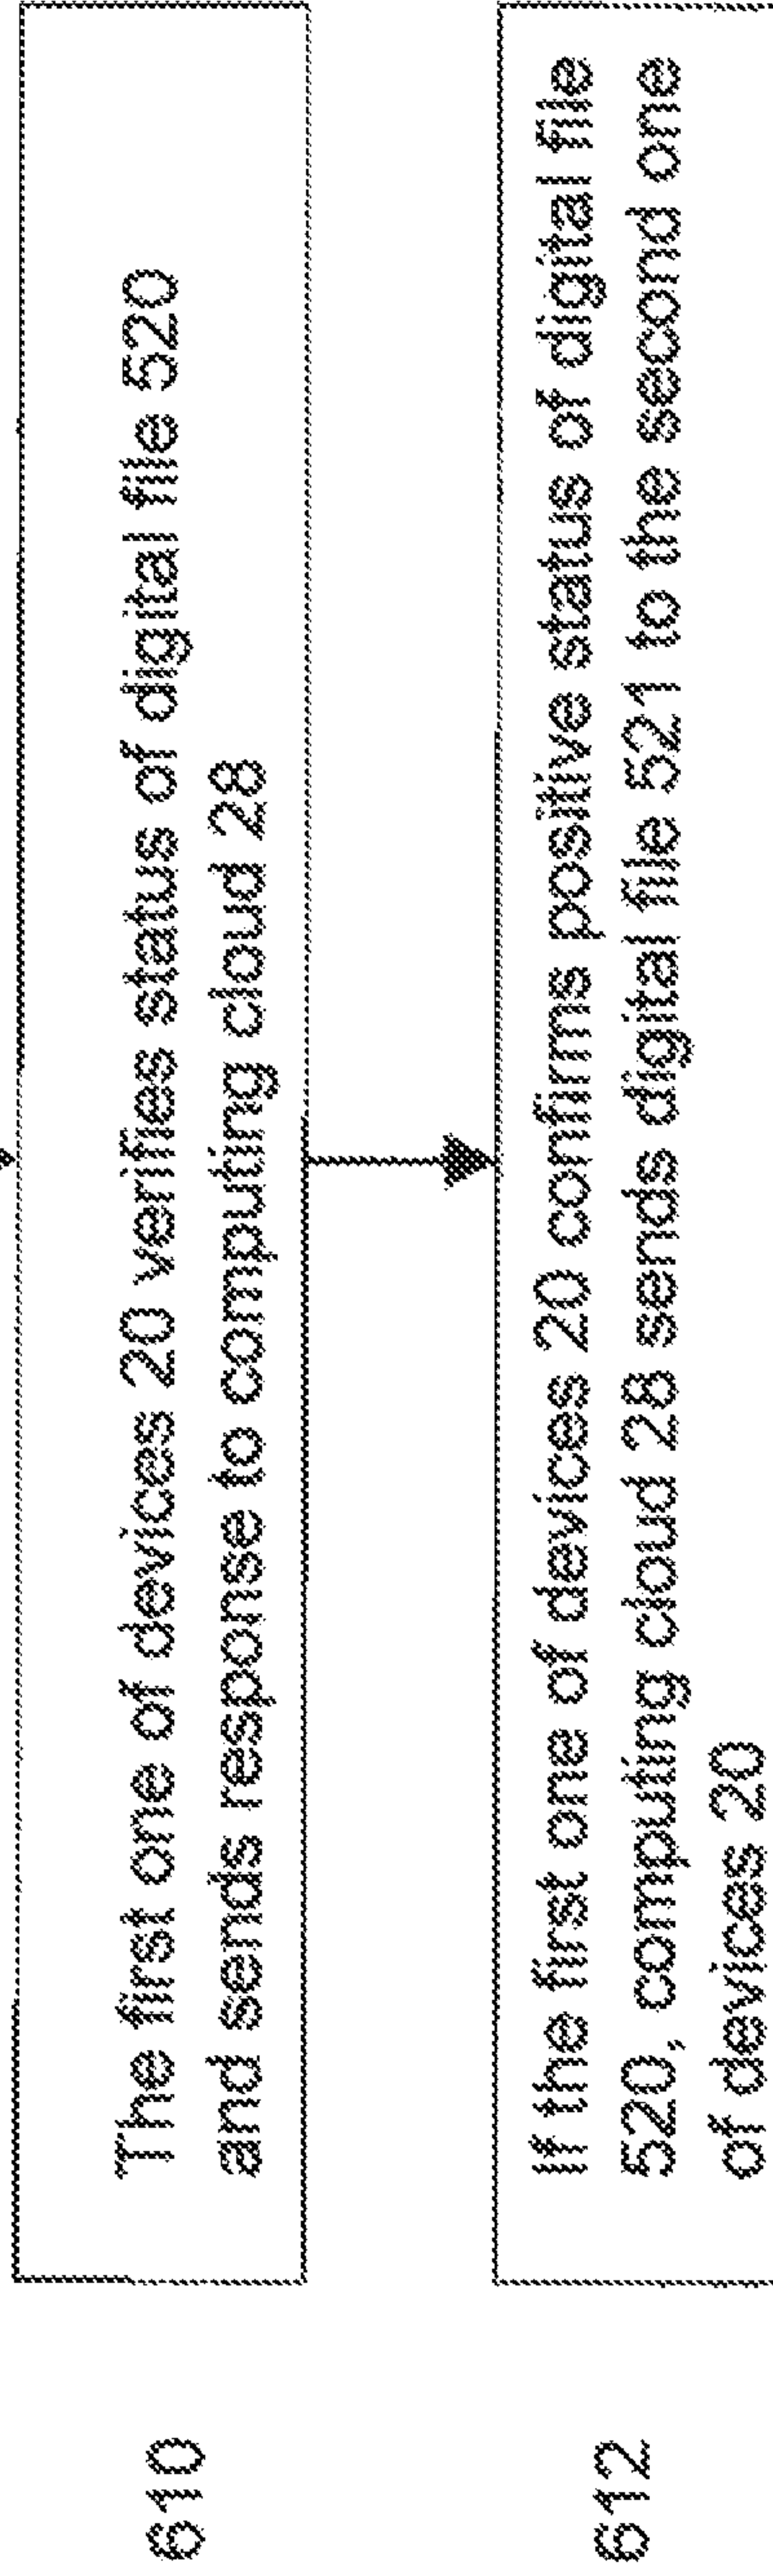 610
The first one of devices 20 verifies status of digital file 520
and sends response to computing cloud 28
612
If the first one of devices 20 confirms positive status of digital file
520, computing cloud 28 sends digital file 521 to the second one
of devices 20